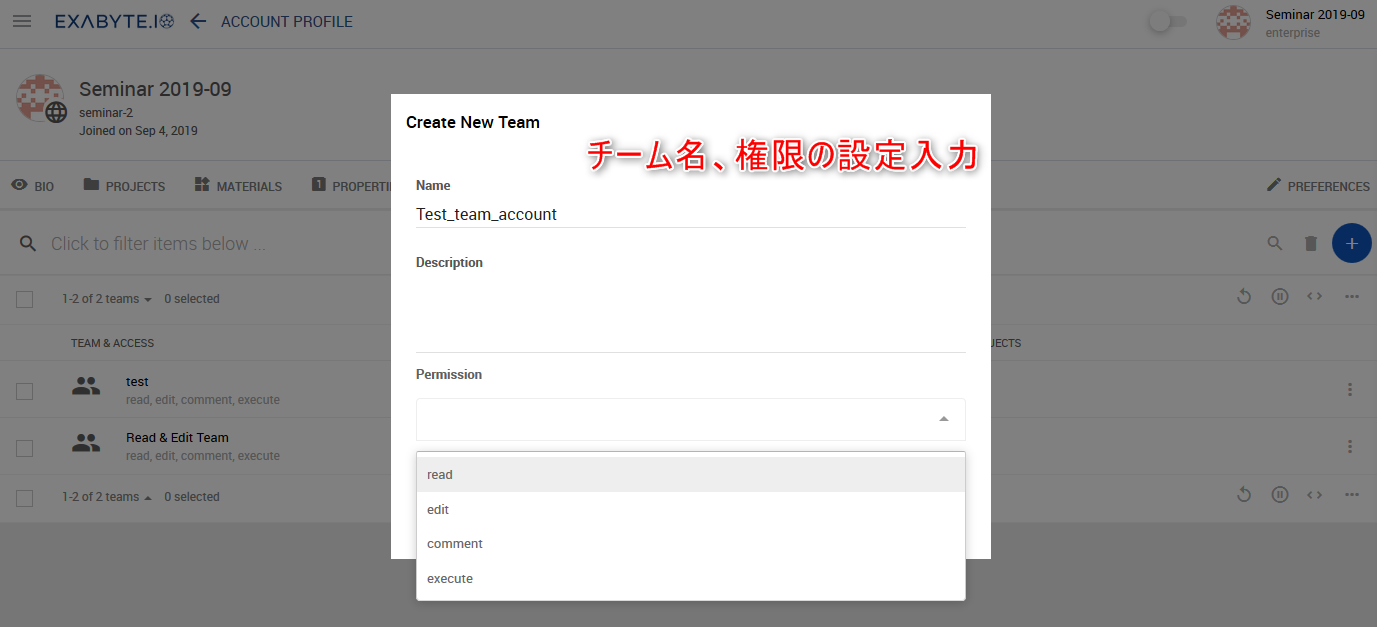 EXABYTE.IO
ACCOUNT PROFILE
Seminar 2019-09
enterprise
Seminar 2019-09
seminar-2
Joined on Sep 4, 2019
BIO
PROJECTS
MATERIALS
PREFERENCES
Click to filter items below ...
1-2 of 2 teams
0 selected
TEAM & ACCESS
test
read, edit, comment, execute
Read & Edit Team
read, edit, comment, execute
1-2 of 2 teams
0 selected
Create New Team
チーム名、権限の設定入力
Name
Test_team_account
Description
Permission
read
edit
comment
execute